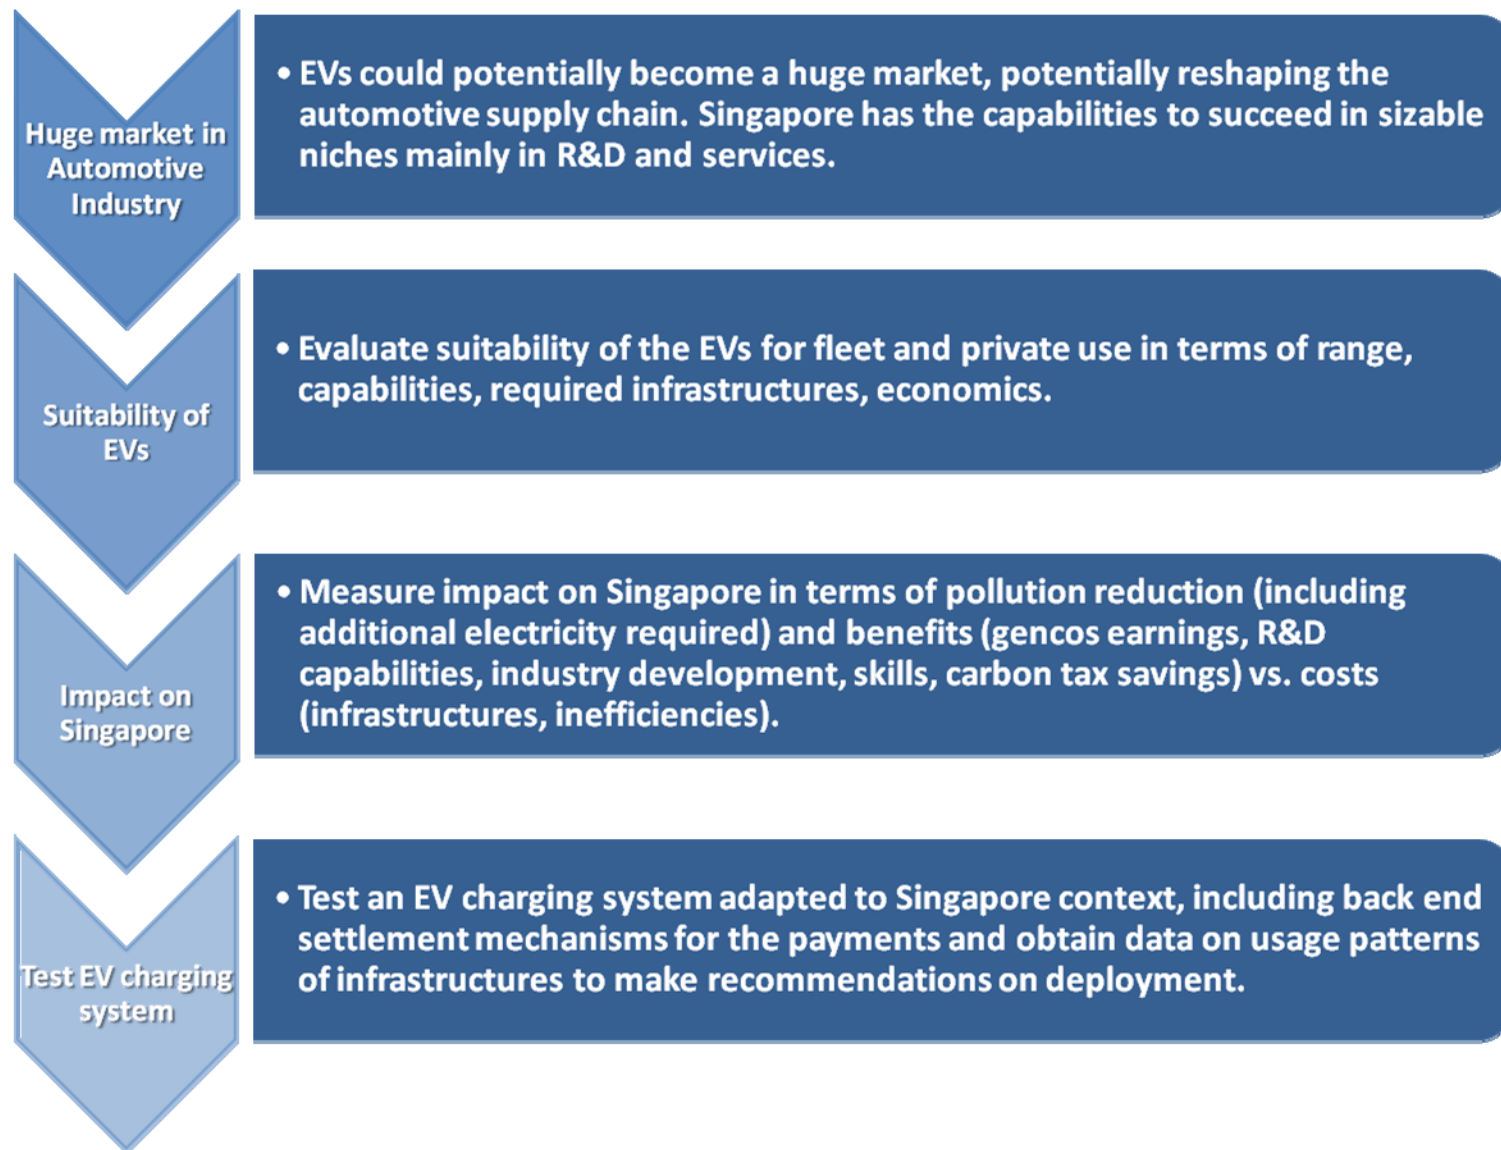 Huge market in
Automotive
Industry
• EVs could potentially become a huge market, potentially reshaping the
automotive supply chain. Singapore has the capabilities to succeed in sizable
niches mainly in R&D and services.
Suitability of
EVs
• Evaluate suitability of the EVs for fleet and private use in terms of range,
capabilities, required infrastructures, economics.
Impact on
Singapore
• Measure impact on Singapore in terms of pollution reduction (including
additional electricity required) and benefits (gencos earnings, R&D
capabilities, industry development, skills, carbon tax savings) vs. costs
(infrastructures, inefficiencies).
Test EV charging
system
• Test an EV charging system adapted to Singapore context, including back end
settlement mechanisms for the payments and obtain data on usage patterns
of infrastructures to make recommendations on deployment.